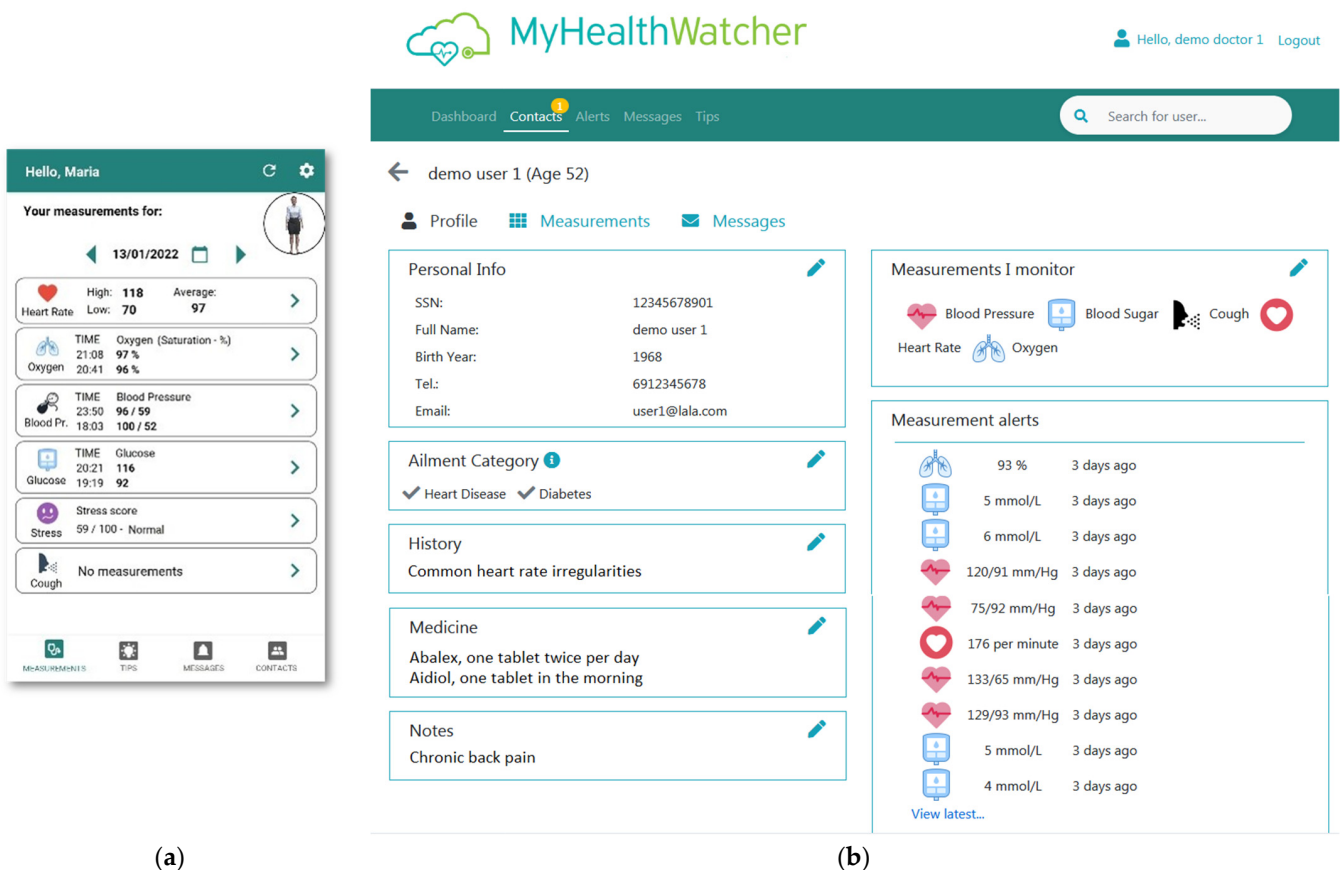 Hello, Maria
Your measurements for:
13/01/2022
High: 118 Average:
Heart Rate Low: 70 97
TIME Oxygen (Saturation - %)
21:08 97 %
Oxygen 20:41 96 %
TIME Blood Pressure
23:50 96 / 59
Blood Pr. 18:03 100 / 52
TIME Glucose
20:21 116
Glucose 19:19 92
Stress score
Stress 59 / 100 - Normal
No measurements
Cough
MEASUREMENTS TIPS MESSAGES CONTACTS
(a)
MyHealthWatcher
Hello, demo doctor 1 Logout
Dashboard Contacts 1 Alerts Messages Tips
Search for user...
demo user 1 (Age 52)
Profile Measurements Messages
Personal Info
SSN: 12345678901
Full Name: demo user 1
Birth Year: 1968
Tel.: 6912345678
Email: user1@lala.com
Ailment Category
Heart Disease Diabetes
History
Common heart rate irregularities
Medicine
Abalex, one tablet twice per day
Aidiol, one tablet in the morning
Notes
Chronic back pain
Measurements I monitor
Blood Pressure Blood Sugar Cough
Heart Rate Oxygen
Measurement alerts
93 % 3 days ago
5 mmol/L 3 days ago
6 mmol/L 3 days ago
120/91 mm/Hg 3 days ago
75/92 mm/Hg 3 days ago
176 per minute 3 days ago
133/65 mm/Hg 3 days ago
129/93 mm/Hg 3 days ago
5 mmol/L 3 days ago
4 mmol/L 3 days ago
View latest...
(b)